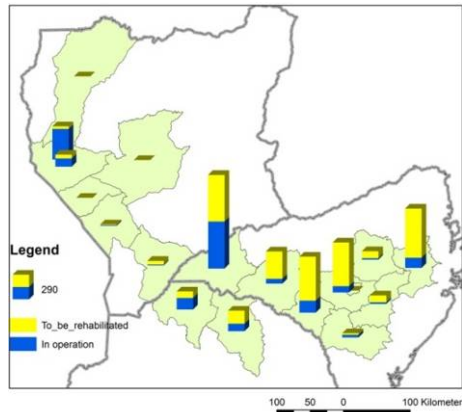 Legend
290
To_be_rehabilitated
In operation
100 50 0 100 Kilometer